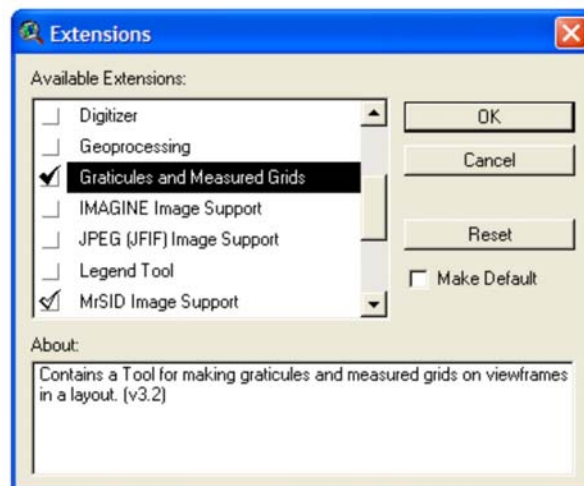 Extensions
Available Extensions:
Digitizer
Geoprocessing
Graticules and Measured Grids
IMAGINE Image Support
JPEG (JFIF) Image Support
Legend Tool
MrSID Image Support
OK
Cancel
Reset
Make Default
About:
Contains a Tool for making graticules and measured grids on viewframes
in a layout. (v3.2)